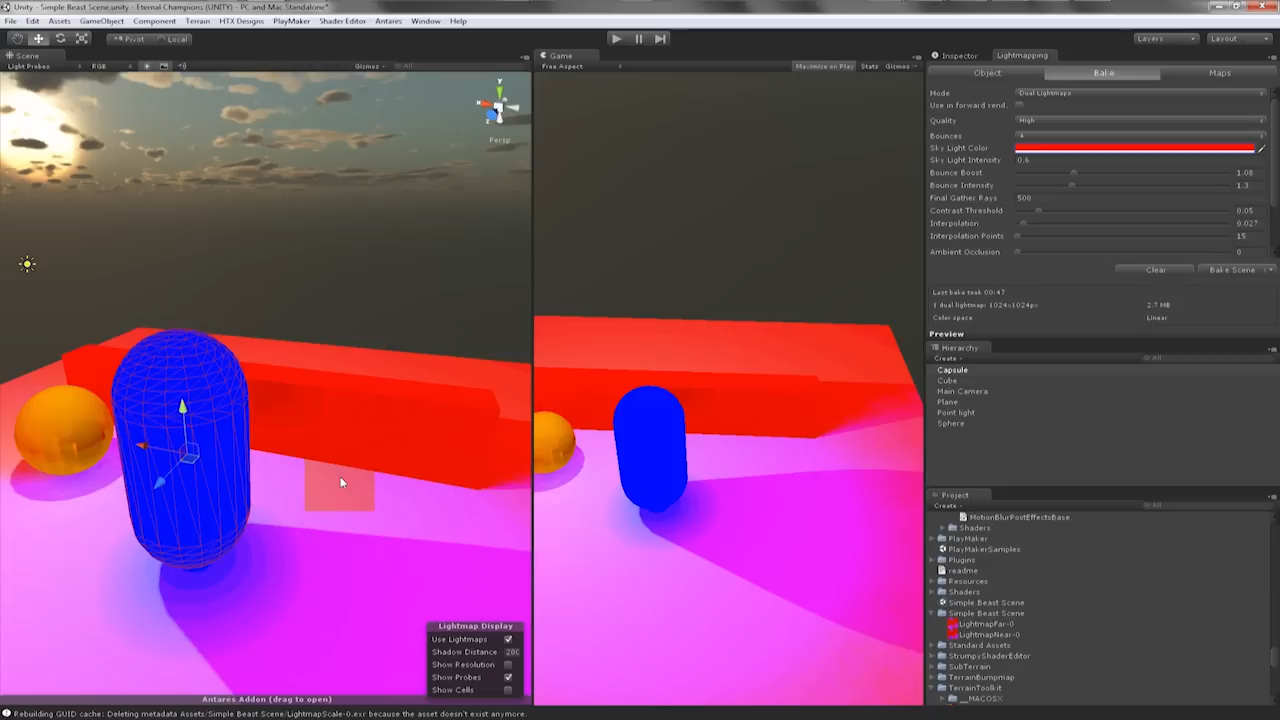 Unity - Simple Beast Scene.unity - Eternal Champions (UNITY) - PC and Mac Standalone*
File Edit Assets GameObject Component Terrain HTX Designs PlayMaker Shader Editor Antares Window Help
Pivot Local Layers Layout
Scene
Light Probes RGB Gizmos All
Persp
Game
Free Aspect Maximize on Play Stats Gizmos
Inspector Lightmapping
Object Bake Maps
Mode Dual Lightmaps
Use in forward rend.
Quality High
Bounces 4
Sky Light Color
Sky Light Intensity 0.6
Bounce Boost 1.08
Bounce Intensity 1.3
Final Gather Rays 500
Contrast Threshold 0.05
Interpolation 0.027
Interpolation Points 15
Ambient Occlusion 0
Clear Bake Scene
Last bake took 00:47
1 dual lightmap: 1024x1024px 2.7 MB
Color space Linear
Preview
Hierarchy
Create All
Capsule
Cube
Main Camera
Plane
Point light
Sphere
Project
Create All
MotionBlurPostEffectsBase
Shaders
PlayMaker
PlayMakerSamples
Plugins
readme
Resources
Shaders
Simple Beast Scene
Simple Beast Scene
LightmapFar-0
LightmapNear-0
Standard Assets
StrumpyShaderEditor
SubTerrain
TerrainBumpmap
TerrainToolkit
__MACOSX
Lightmap Display
Use Lightmaps
Shadow Distance 200
Show Resolution
Show Probes
Show Cells
Antares Addon (drag to open)
Rebuilding GUID cache: Deleting metadata Assets/Simple Beast Scene/LightmapScale-0.exr because the asset doesn't exist anymore.